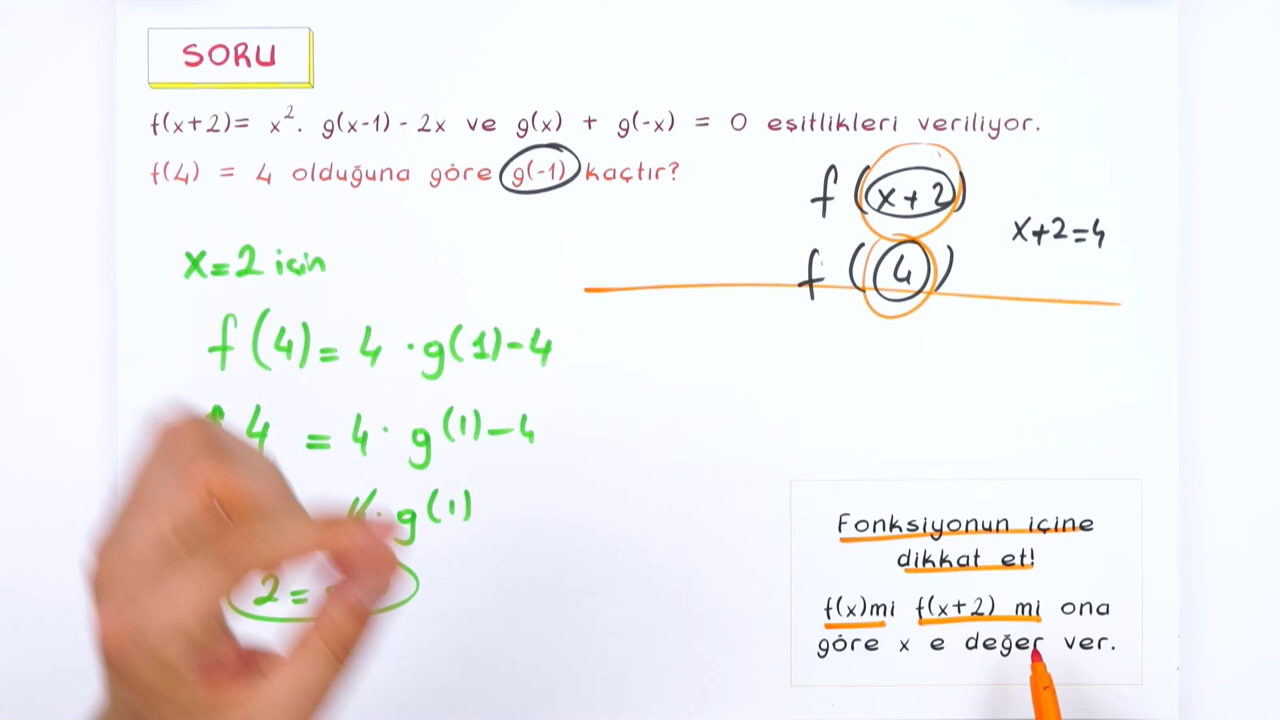 SORU
f(x+2)= x². g(x-1) - 2x ve g(x) + g(-x) = 0 eşitlikleri veriliyor.
f(4) = 4 olduğuna göre g(-1) kaçtır?
f(x+2)
x+2=4
f(4)
x=2 için
f(4)= 4 · g(1)-4
4 = 4 · g(1)-4
4 · g(1)
2 =
Fonksiyonun içine
dikkat et!
f(x)mi f(x+2) mi ona
göre x e değer ver.